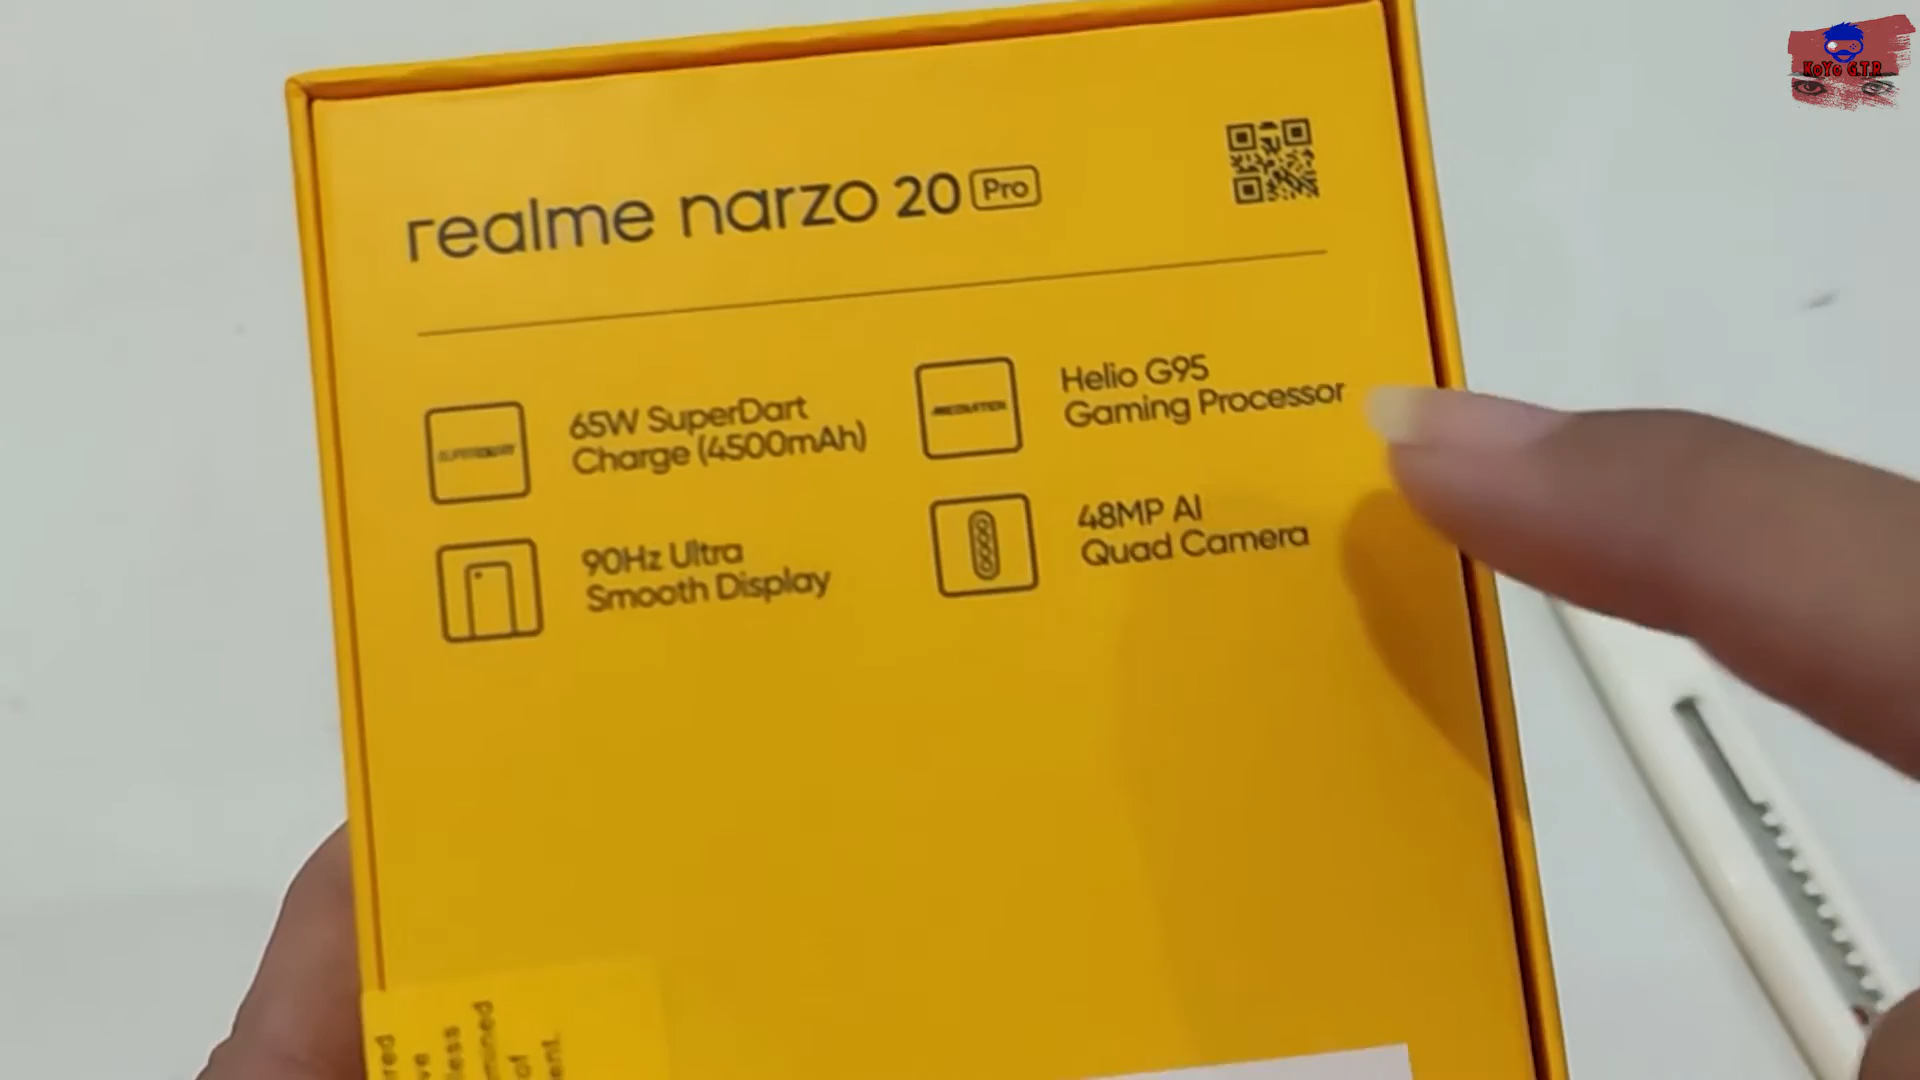 KoYo G.T.R
realme narzo 20 Pro
65W SuperDart
Charge (4500mAh)
Helio G95
Gaming Processor
90Hz Ultra
Smooth Display
48MP AI
Quad Camera
of